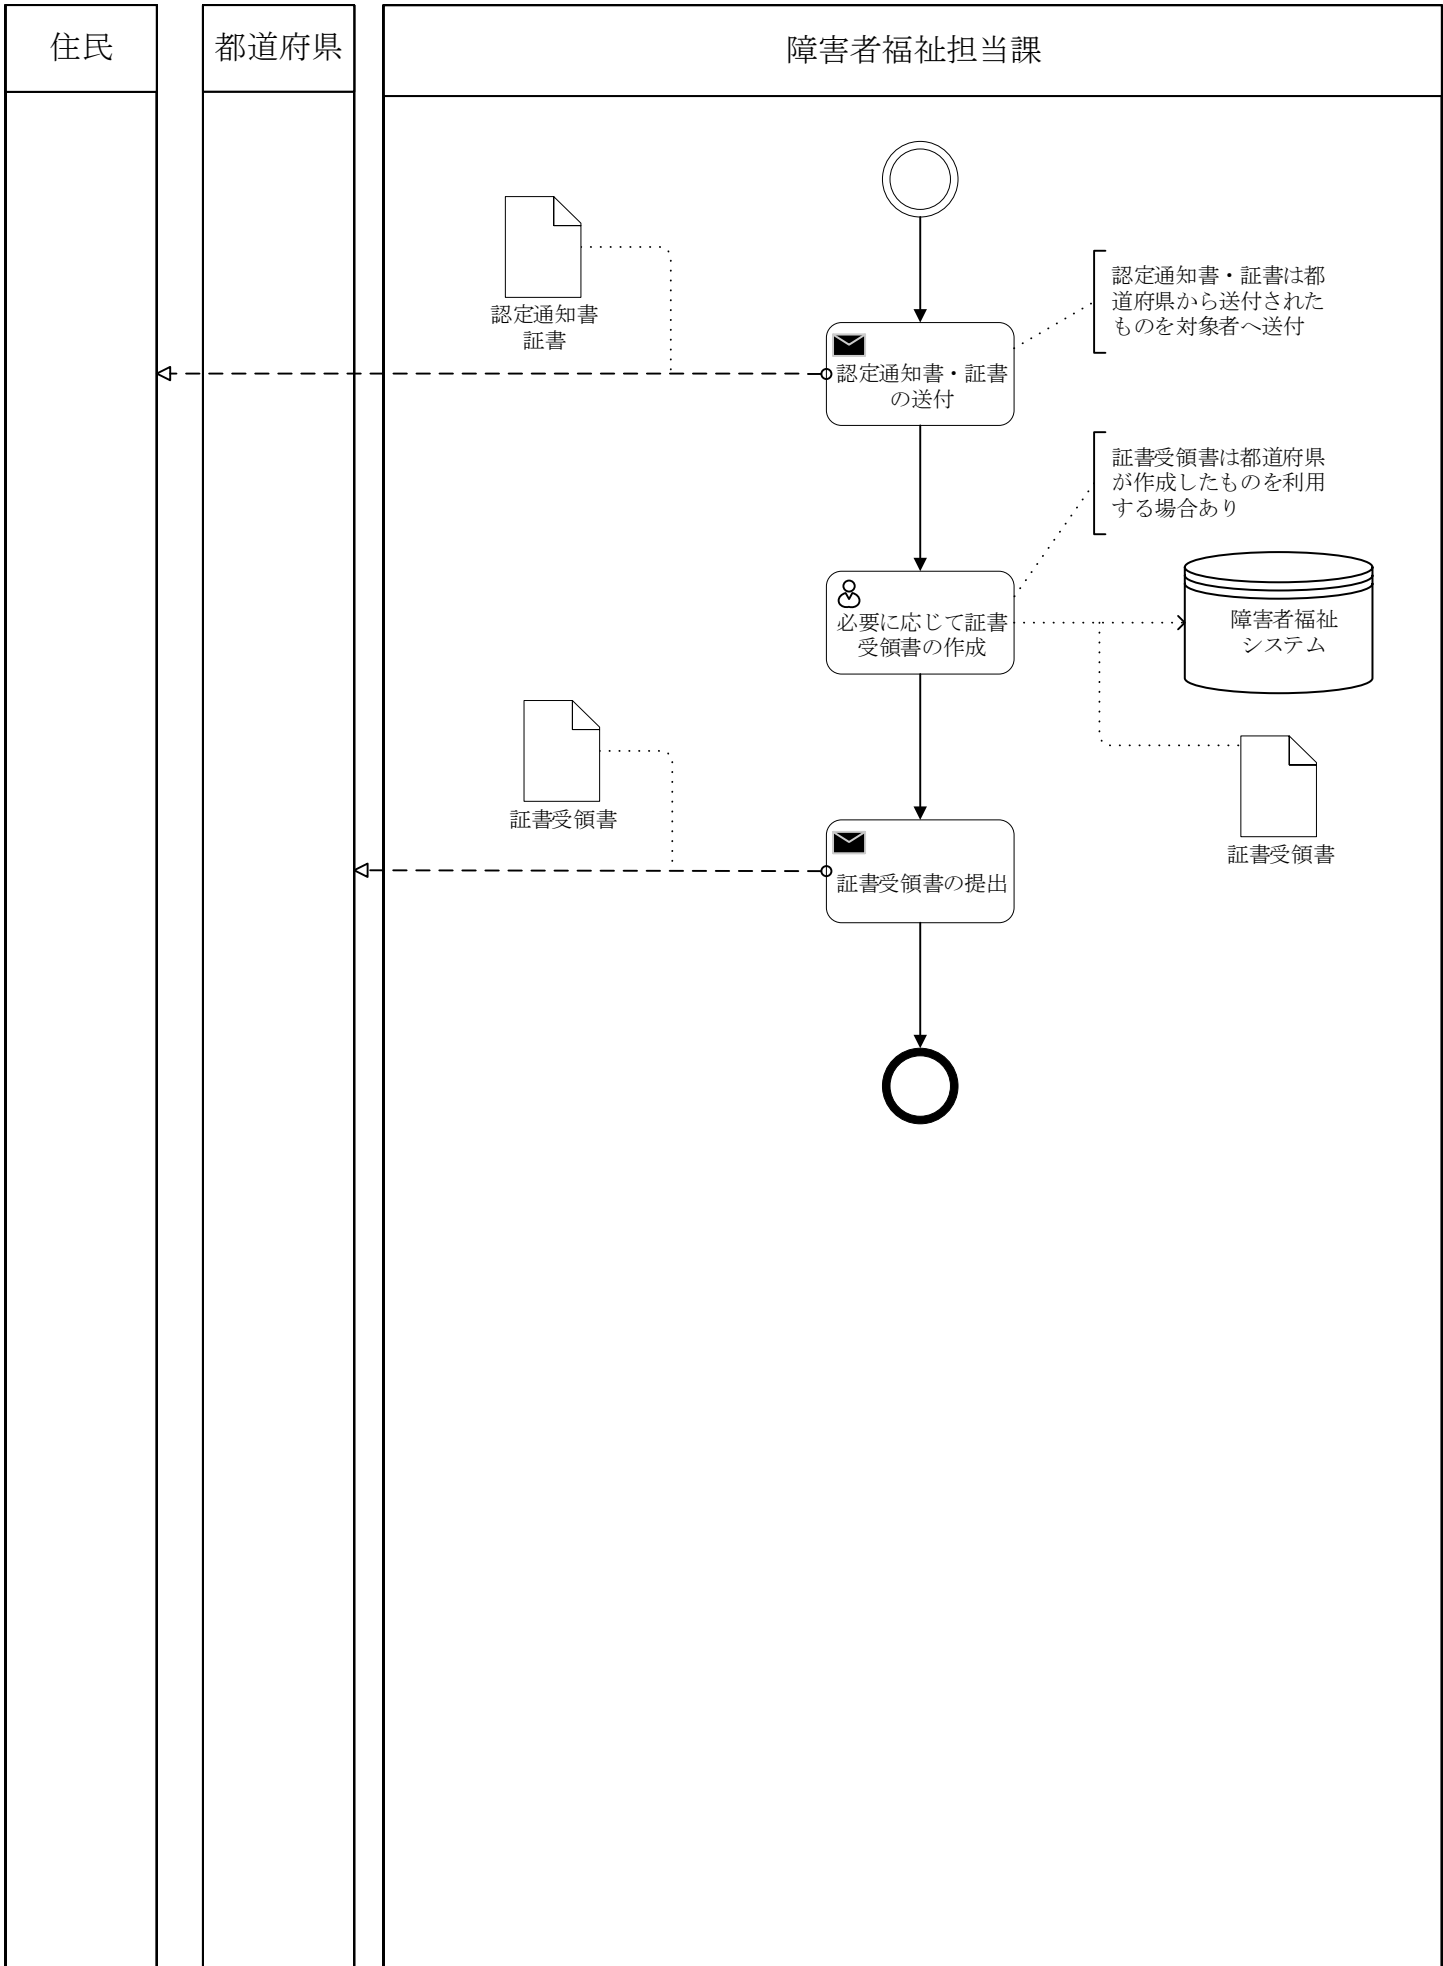 住民
都道府県
障害者福祉担当課
認定通知書
証書
認定通知書・証書は都
道府県から送付された
ものを対象者へ送付
認定通知書・証書
の送付
証書受領書は都道府県
が作成したものを利用
する場合あり
必要に応じて証書
受領書の作成
障害者福祉
システム
証書受領書
証書受領書
証書受領書の提出